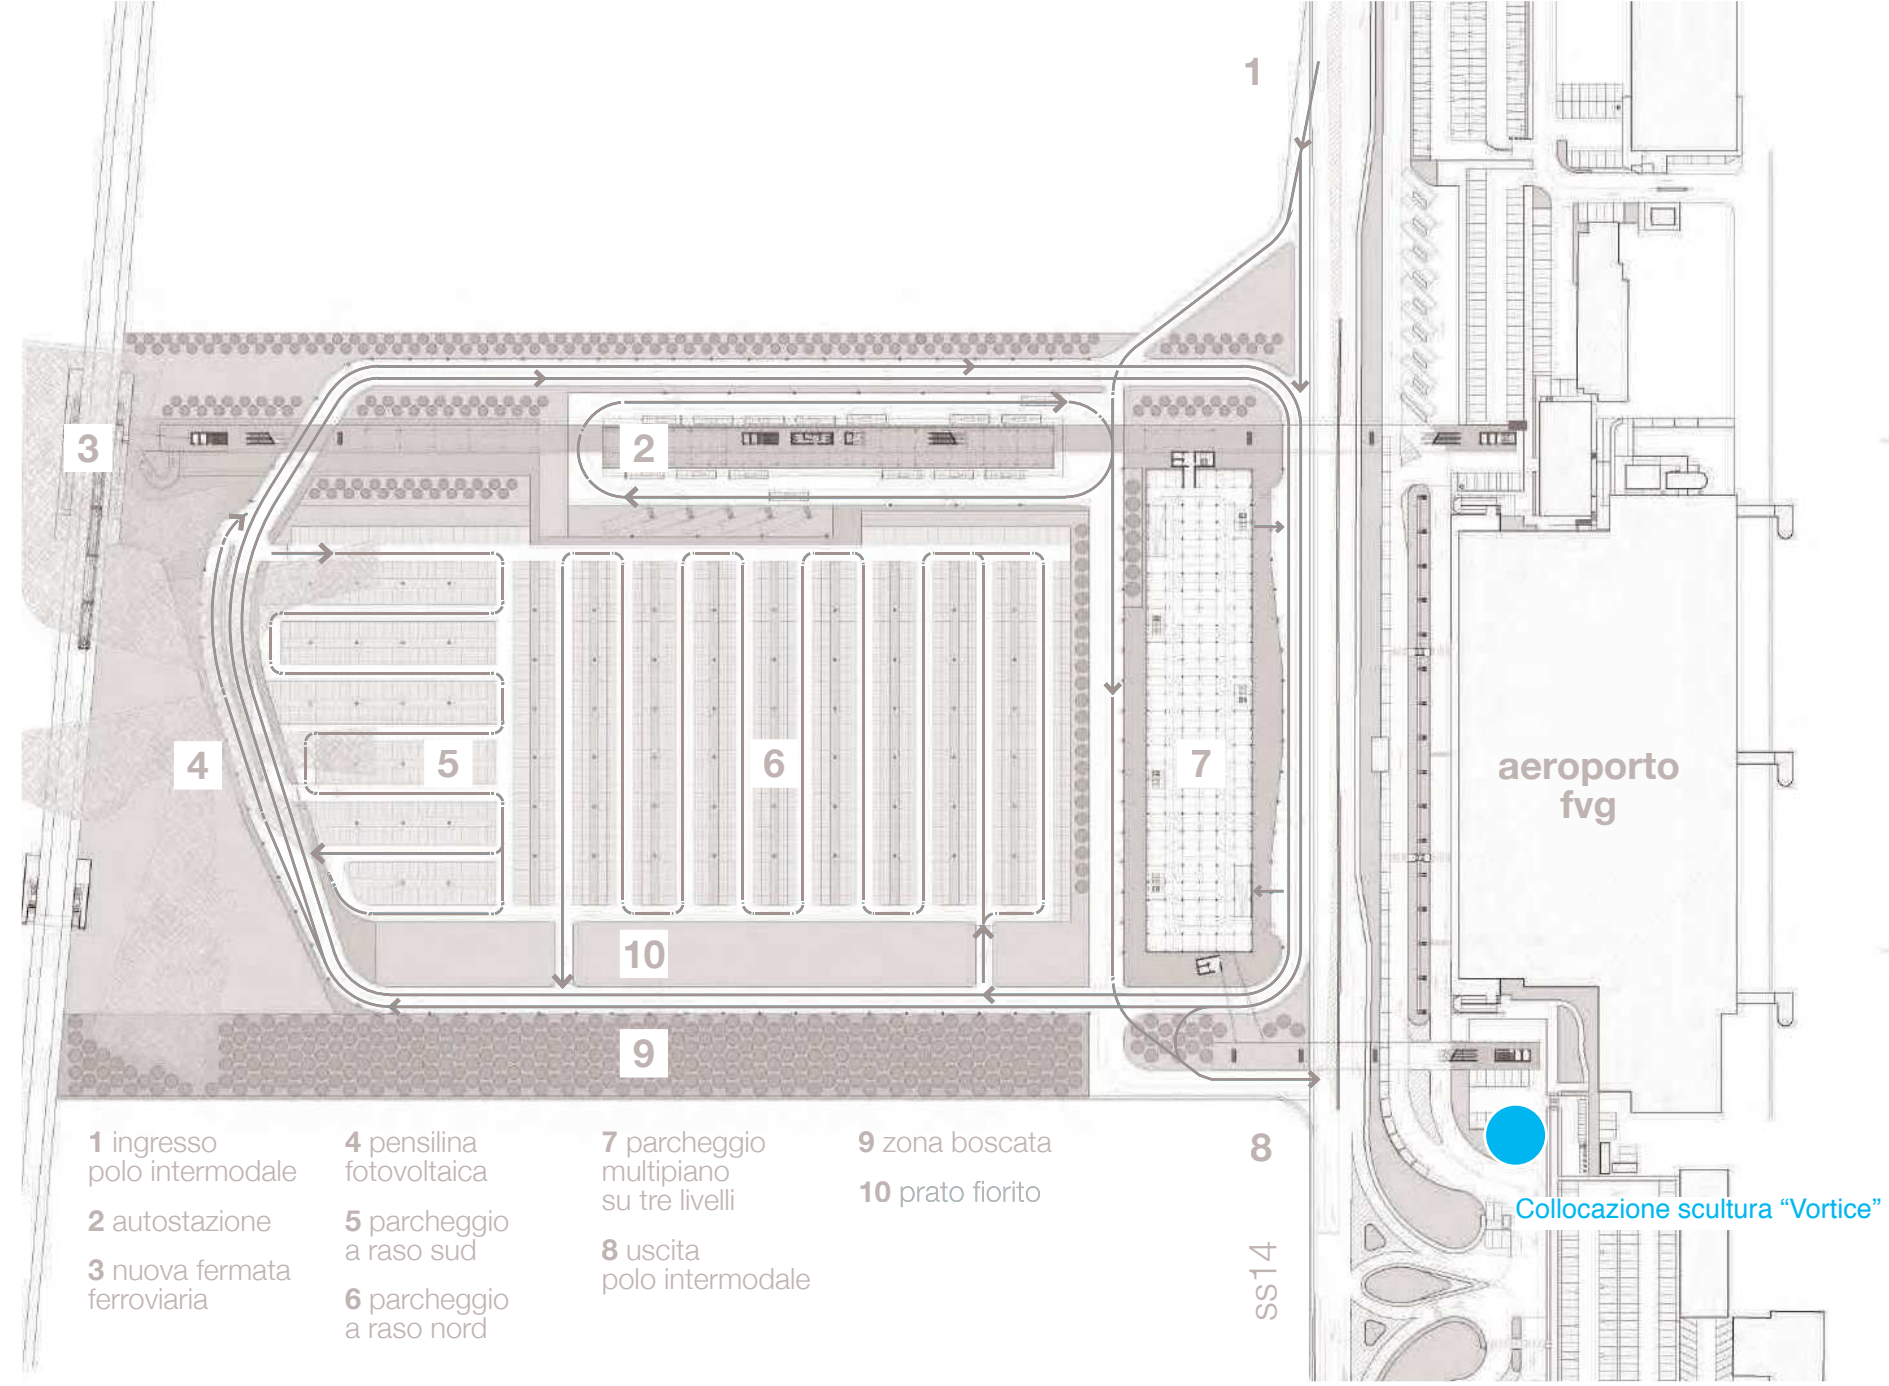 1
2
3
4
5
6
7
aeroporto
fvg
10
9
1 ingresso
polo intermodale
2 autostazione
3 nuova fermata
ferroviaria
4 pensilina
fotovoltaica
5 parcheggio
a raso sud
6 parcheggio
a raso nord
7 parcheggio
multipiano
su tre livelli
8 uscita
polo intermodale
9 zona boscata
10 prato fiorito
8
ss14
Collocazione scultura “Vortice”